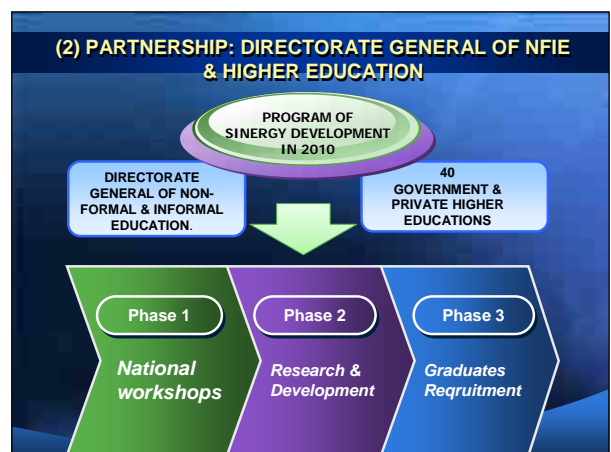 (2) PARTNERSHIP: DIRECTORATE GENERAL OF NFIE
& HIGHER EDUCATION
PROGRAM OF
SINERGY DEVELOPMENT
IN 2010
DIRECTORATE
GENERAL OF NON-
FORMAL & INFORMAL
EDUCATION.
40
GOVERNMENT &
PRIVATE HIGHER
EDUCATIONS
Phase 1
National
workshops
Phase 2
Research &
Development
Phase 3
Graduates
Reqruitment